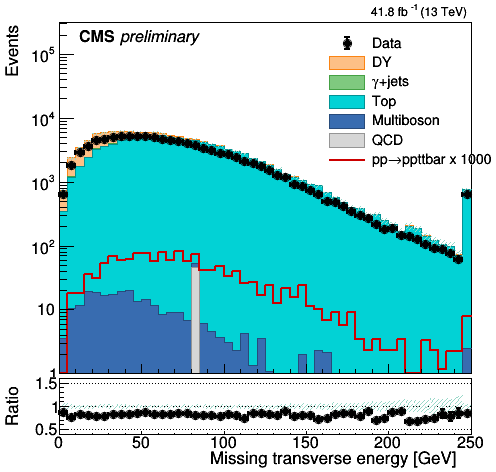 41.8 fb⁻¹ (13 TeV)
CMS preliminary
Events
Data
DY
γ+jets
Top
Multiboson
QCD
pp→ppttbar x 1000
10⁵
10⁴
10³
10²
10
1
Ratio
1.5
1
0.5
0 50 100 150 200 250
Missing transverse energy [GeV]